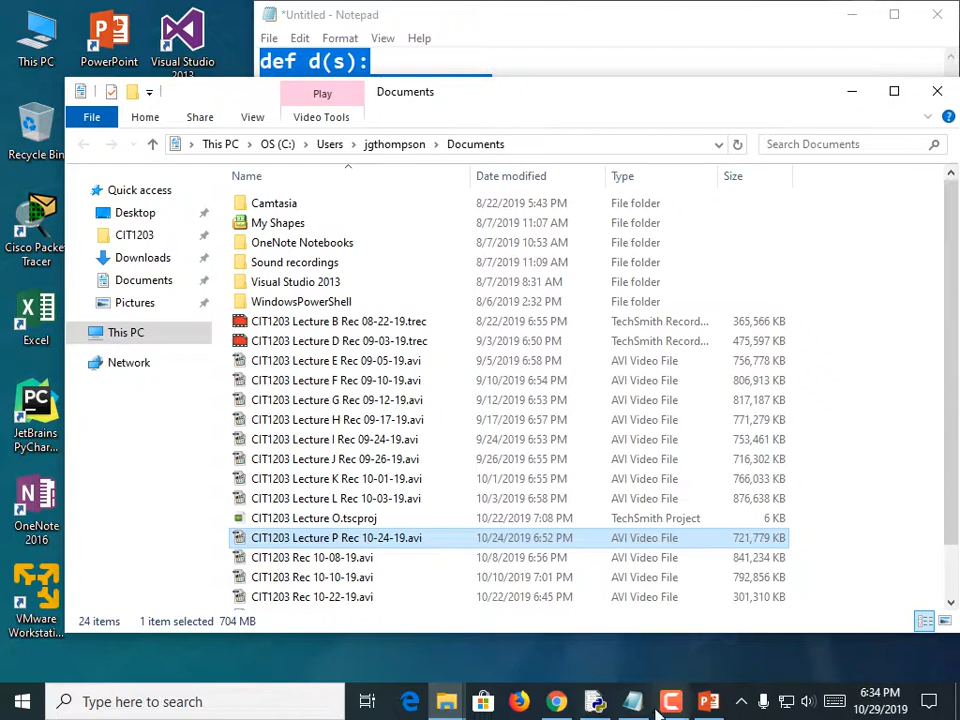 This PC
PowerPoint
Visual Studio
2013
Recycle Bin
Cisco Packet
Tracer
Excel
JetBrains
PyChar...
OneNote
2016
VMware
Workstati...
*Untitled - Notepad
File Edit Format View Help
def d(s):
Play Documents
File Home Share View Video Tools
This PC > OS (C:) > Users > jgthompson > Documents
Search Documents
Quick access
Desktop
CIT1203
Downloads
Documents
Pictures
This PC
Network
Name Date modified Type Size
Camtasia 8/22/2019 5:43 PM File folder
My Shapes 8/7/2019 11:07 AM File folder
OneNote Notebooks 8/7/2019 10:53 AM File folder
Sound recordings 8/7/2019 11:09 AM File folder
Visual Studio 2013 8/7/2019 8:31 AM File folder
WindowsPowerShell 8/6/2019 2:32 PM File folder
CIT1203 Lecture B Rec 08-22-19.trec 8/22/2019 6:55 PM TechSmith Record... 365,566 KB
CIT1203 Lecture D Rec 09-03-19.trec 9/3/2019 6:50 PM TechSmith Record... 475,597 KB
CIT1203 Lecture E Rec 09-05-19.avi 9/5/2019 6:58 PM AVI Video File 756,778 KB
CIT1203 Lecture F Rec 09-10-19.avi 9/10/2019 6:54 PM AVI Video File 806,913 KB
CIT1203 Lecture G Rec 09-12-19.avi 9/12/2019 6:53 PM AVI Video File 817,187 KB
CIT1203 Lecture H Rec 09-17-19.avi 9/17/2019 6:57 PM AVI Video File 771,279 KB
CIT1203 Lecture I Rec 09-24-19.avi 9/24/2019 6:53 PM AVI Video File 753,461 KB
CIT1203 Lecture J Rec 09-26-19.avi 9/26/2019 6:55 PM AVI Video File 716,302 KB
CIT1203 Lecture K Rec 10-01-19.avi 10/1/2019 6:55 PM AVI Video File 766,033 KB
CIT1203 Lecture L Rec 10-03-19.avi 10/3/2019 6:58 PM AVI Video File 876,638 KB
CIT1203 Lecture O.tscproj 10/22/2019 7:08 PM TechSmith Project 6 KB
CIT1203 Lecture P Rec 10-24-19.avi 10/24/2019 6:52 PM AVI Video File 721,779 KB
CIT1203 Rec 10-08-19.avi 10/8/2019 6:56 PM AVI Video File 841,234 KB
CIT1203 Rec 10-10-19.avi 10/10/2019 7:01 PM AVI Video File 792,856 KB
CIT1203 Rec 10-22-19.avi 10/22/2019 6:45 PM AVI Video File 301,310 KB
24 items 1 item selected 704 MB
Type here to search
6:34 PM
10/29/2019